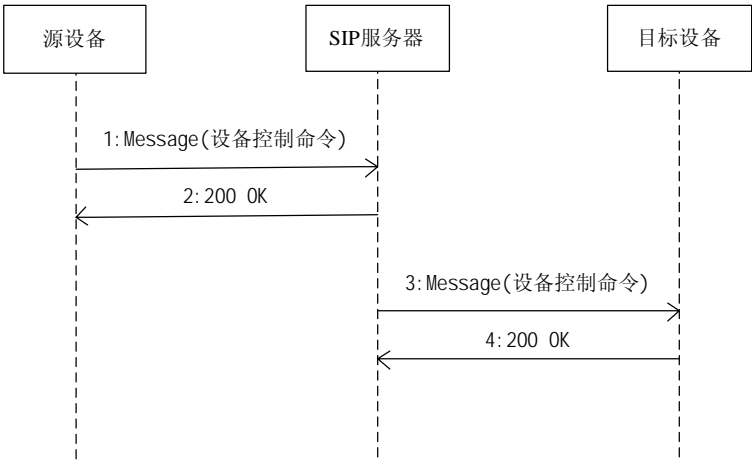 源设备
SIP服务器
目标设备
1:Message(设备控制命令)
2:200 OK
3:Message(设备控制命令)
4:200 OK